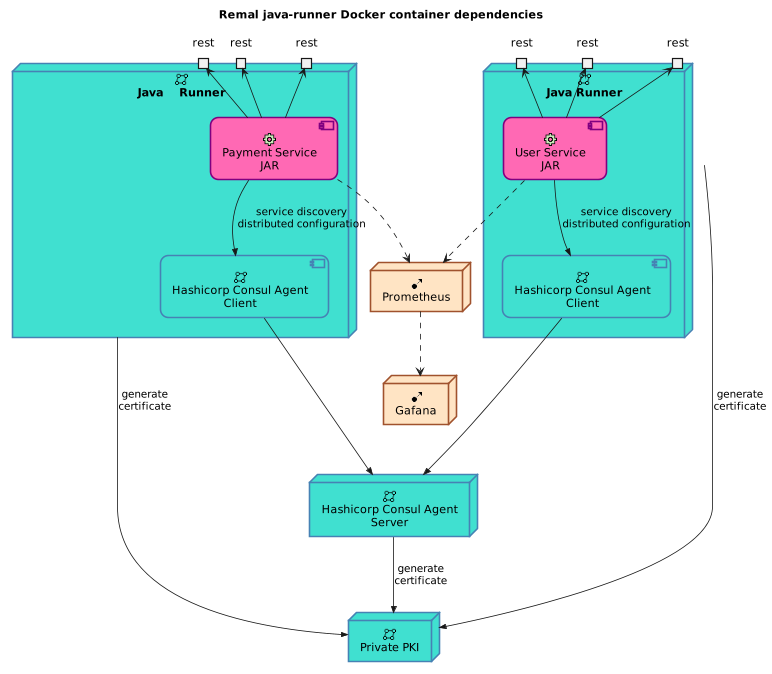 Remal java-runner Docker container dependencies
rest
rest
rest
rest
rest
rest
Java Runner
Java Runner
Payment Service
JAR
User Service
JAR
service discovery
distributed configuration
service discovery
distributed configuration
Hashicorp Consul Agent
Client
Prometheus
Hashicorp Consul Agent
Client
Gafana
generate
certificate
generate
certificate
Hashicorp Consul Agent
Server
generate
certificate
Private PKI